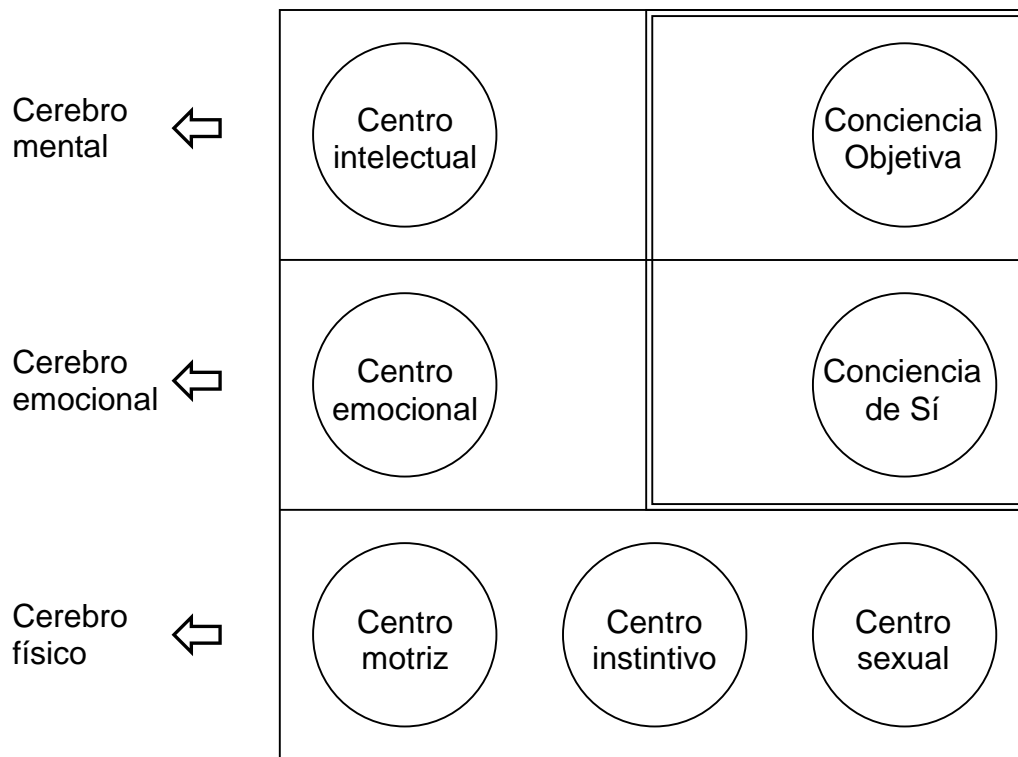 Cerebro
mental
Centro
intelectual
Conciencia
Objetiva
Cerebro
emocional
Centro
emocional
Conciencia
de Sí
Cerebro
físico
Centro
motriz
Centro
instintivo
Centro
sexual